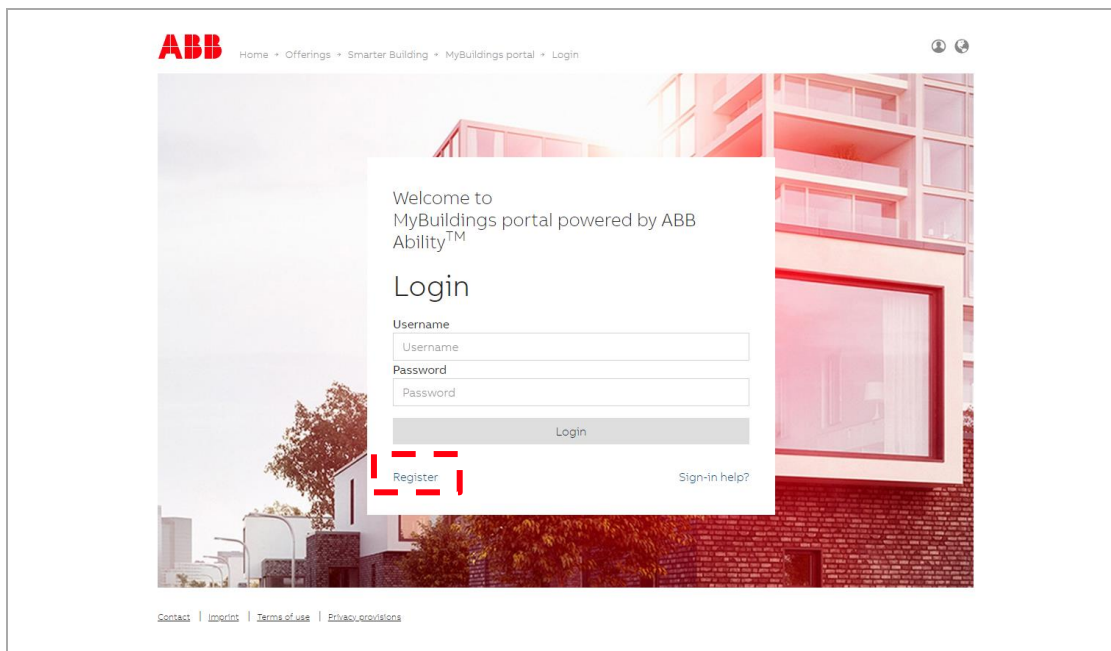 ABB Home + Offerings + Smarter Building + MyBuildings portal + Login
Welcome to
MyBuildings portal powered by ABB
Ability™
Login
Username
Username
Password
Password
Login
Register Sign-in help?
Contact | Imprint | Terms of use | Privacy provisions